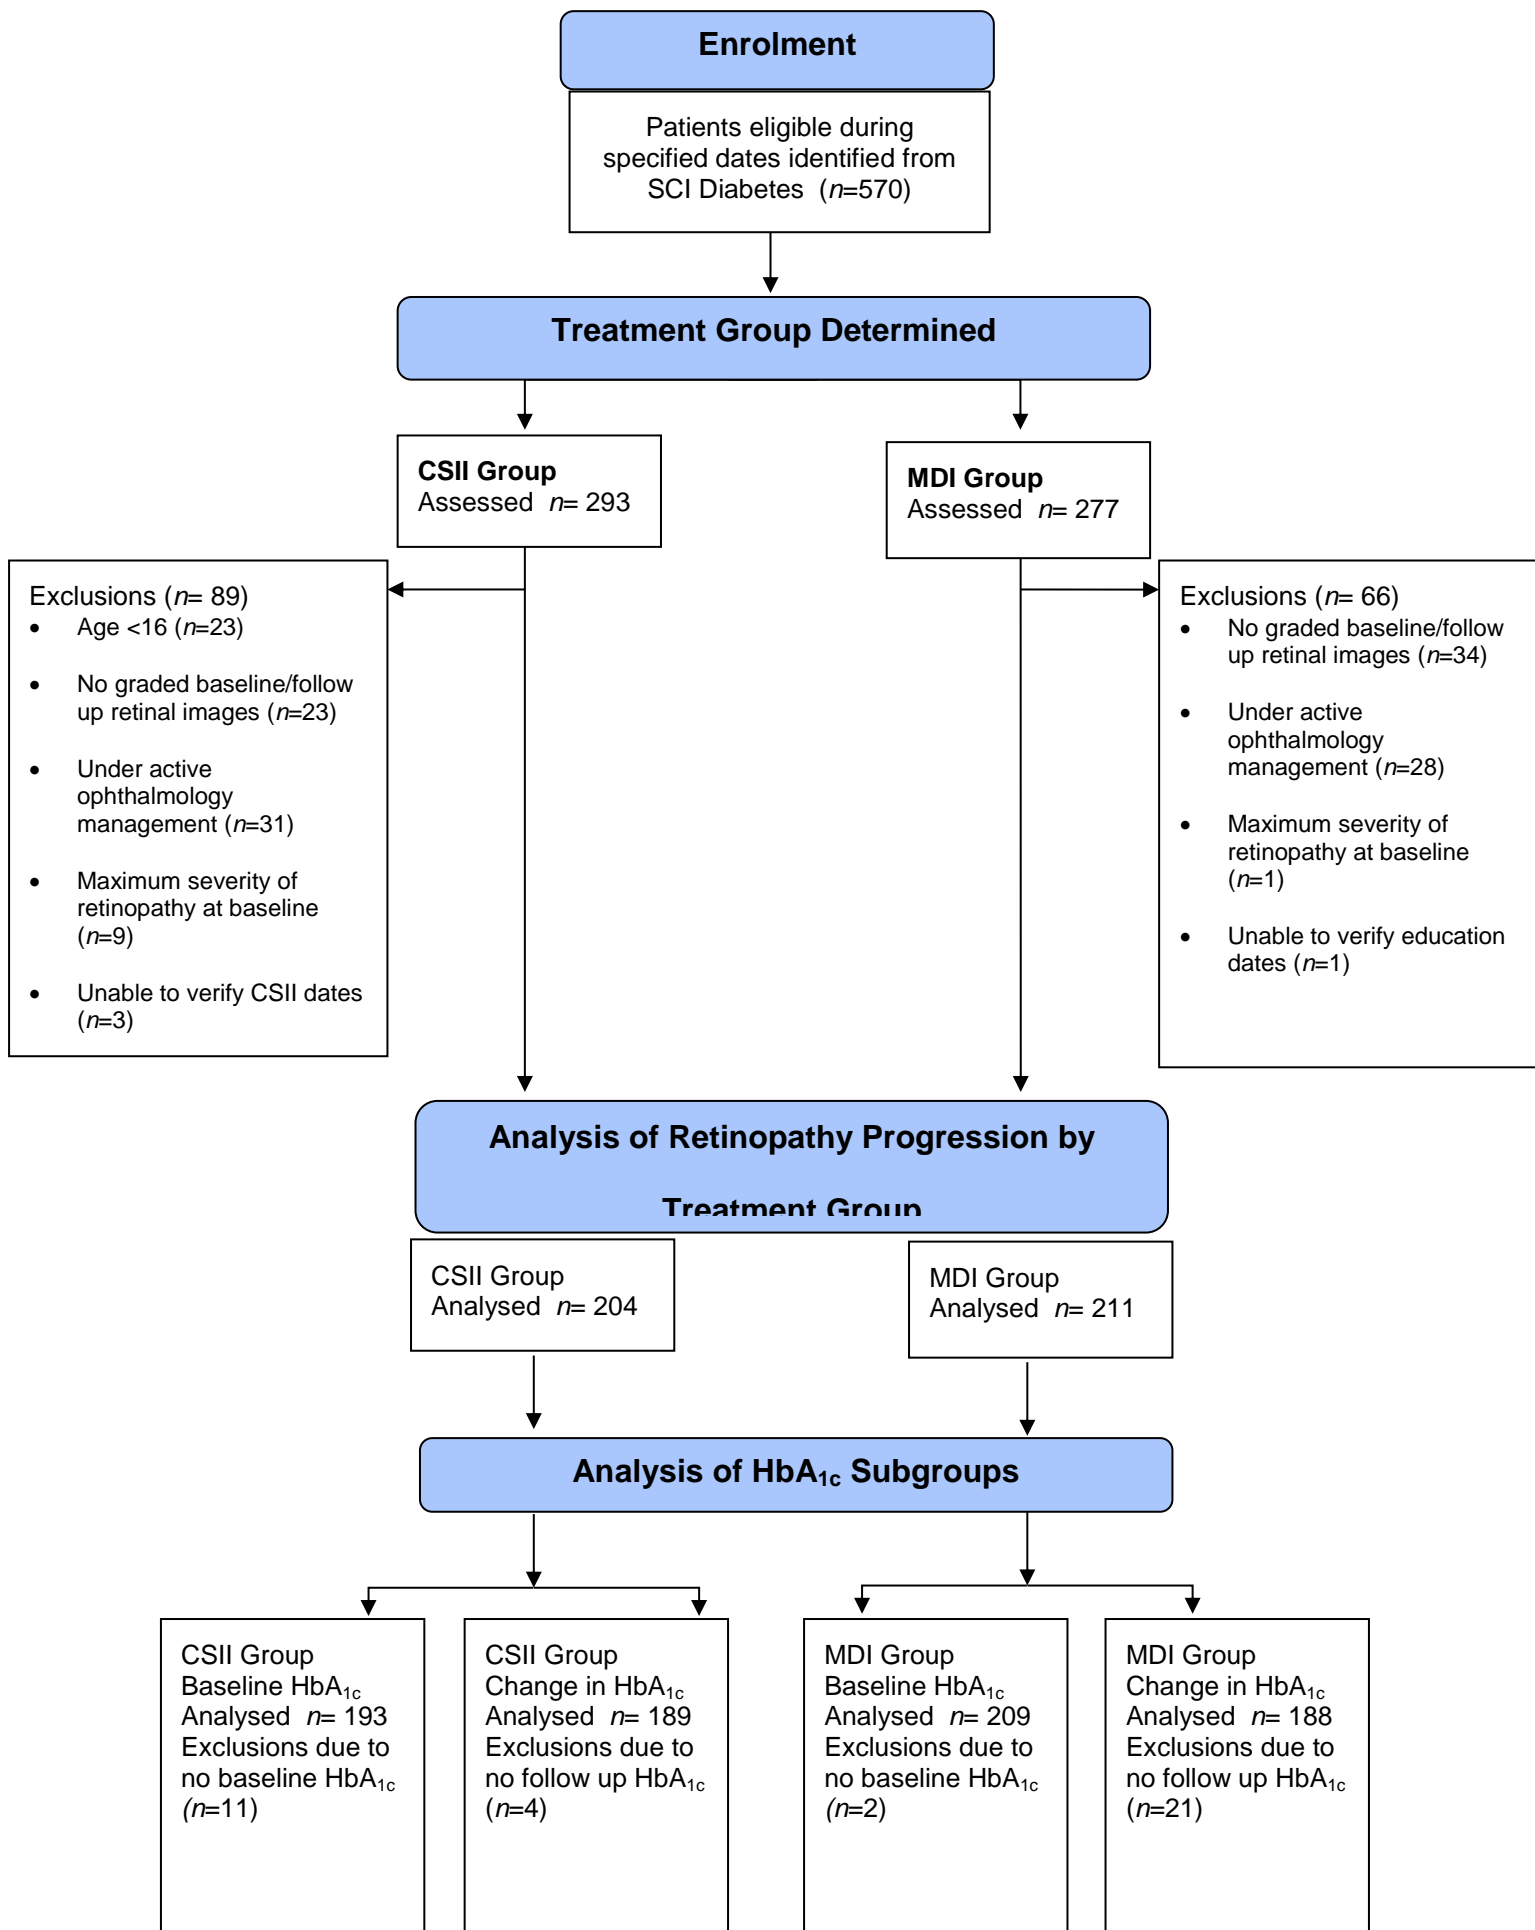 Enrolment
Patients eligible during
specified dates identified from
SCI Diabetes (n=570)
Treatment Group Determined
CSII Group
Assessed n= 293
MDI Group
Assessed n= 277
Exclusions (n= 89)
• Age <16 (n=23)
• No graded baseline/follow
up retinal images (n=23)
• Under active
ophthalmology
management (n=31)
• Maximum severity of
retinopathy at baseline
(n=9)
• Unable to verify CSII dates
(n=3)
Exclusions (n= 66)
• No graded baseline/follow
up retinal images (n=34)
• Under active
ophthalmology
management (n=28)
• Maximum severity of
retinopathy at baseline
(n=1)
• Unable to verify education
dates (n=1)
Analysis of Retinopathy Progression by
Treatment Group
CSII Group
Analysed n= 204
MDI Group
Analysed n= 211
Analysis of HbA1c Subgroups
CSII Group
Baseline HbA1c
Analysed n= 193
Exclusions due to
no baseline HbA1c
(n=11)
CSII Group
Change in HbA1c
Analysed n= 189
Exclusions due to
no follow up HbA1c
(n=4)
MDI Group
Baseline HbA1c
Analysed n= 209
Exclusions due to
no baseline HbA1c
(n=2)
MDI Group
Change in HbA1c
Analysed n= 188
Exclusions due to
no follow up HbA1c
(n=21)